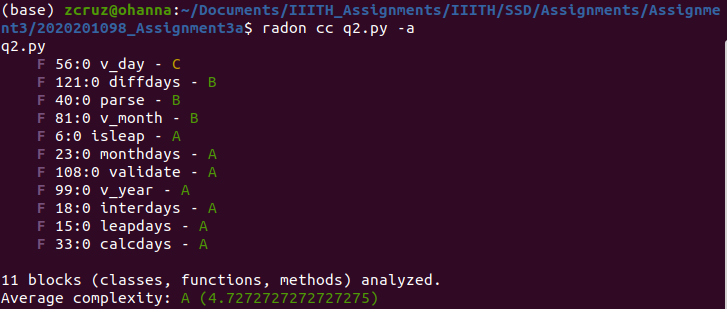 (base) zcruz@ohanna:~/Documents/IIITH_Assignments/IIITH/SSD/Assignments/Assignme
nt3/2020201098_Assignment3a$ radon cc q2.py -a
q2.py
F 56:0 v_day - C
F 121:0 diffdays - B
F 40:0 parse - B
F 81:0 v_month - B
F 6:0 isleap - A
F 23:0 monthdays - A
F 108:0 validate - A
F 99:0 v_year - A
F 18:0 interdays - A
F 15:0 leapdays - A
F 33:0 calcdays - A
11 blocks (classes, functions, methods) analyzed.
Average complexity: A (4.7272727272727275)